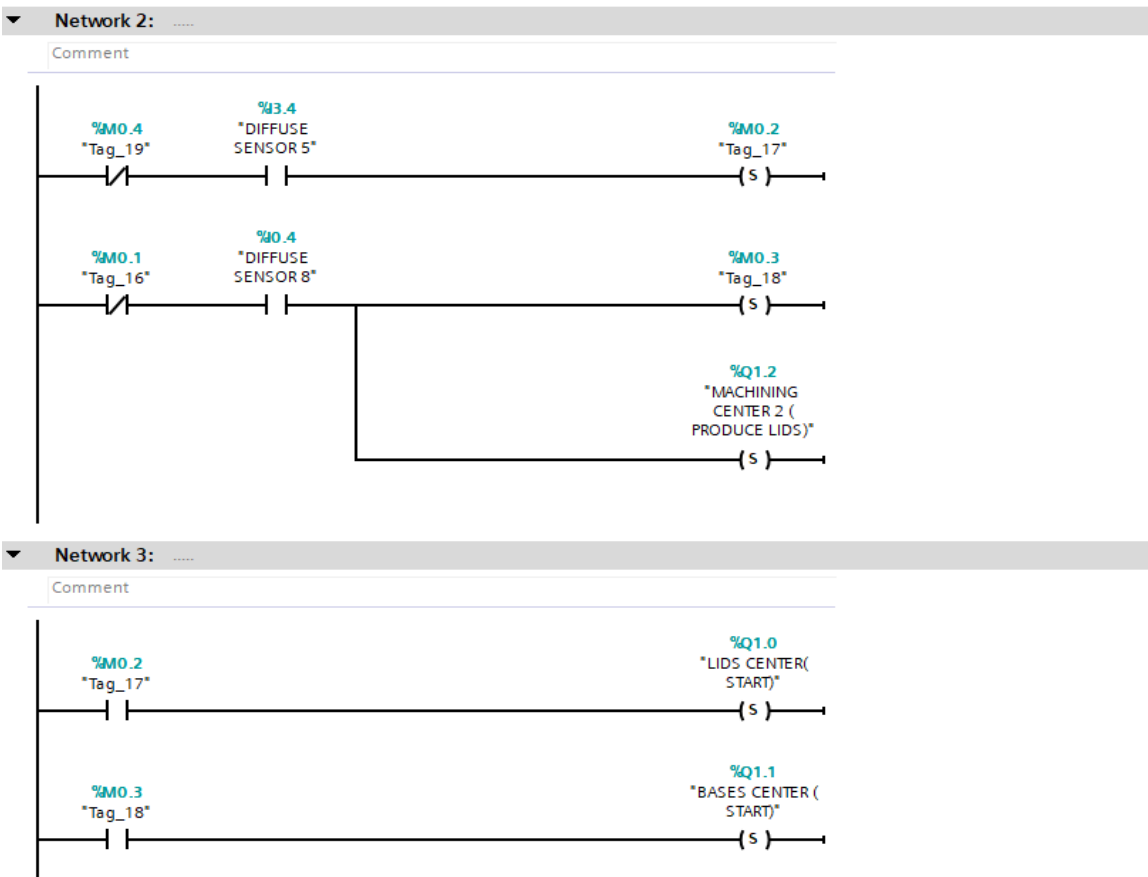 Network 2: .....
Comment
%I3.4
%M0.4 "DIFFUSE %M0.2
"Tag_19" SENSOR 5" "Tag_17"
( S )
%I0.4
%M0.1 "DIFFUSE %M0.3
"Tag_16" SENSOR 8" "Tag_18"
( S )
%Q1.2
"MACHINING
CENTER 2 (
PRODUCE LIDS)"
( S )
Network 3: .....
Comment
%Q1.0
%M0.2 "LIDS CENTER(
"Tag_17" START)"
( S )
%Q1.1
%M0.3 "BASES CENTER (
"Tag_18" START)"
( S )